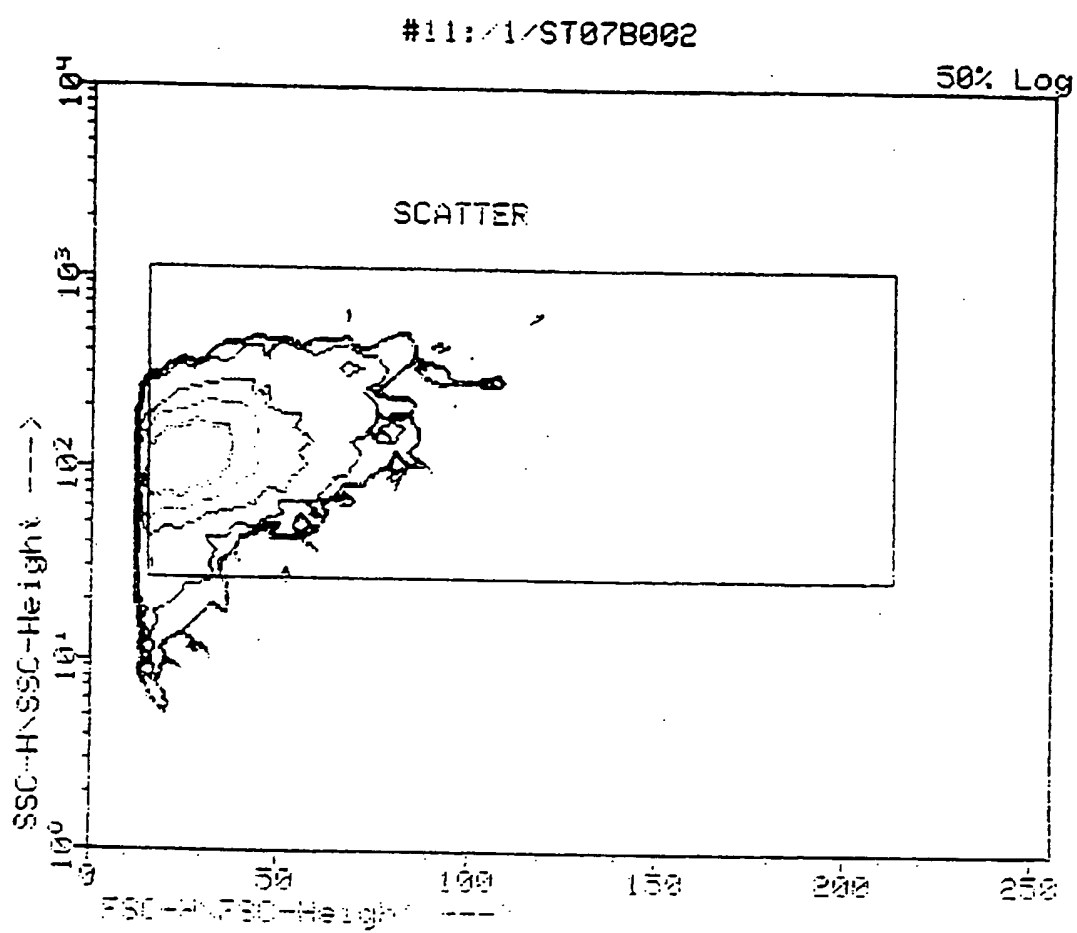 #11:/1/ST07B002
50% Log
SCATTER
10⁴
10³
10²
10¹
10⁰
SSC-H\SSC-Height --->
0 50 100 150 200 250
FSC-H\FSC-Height ---